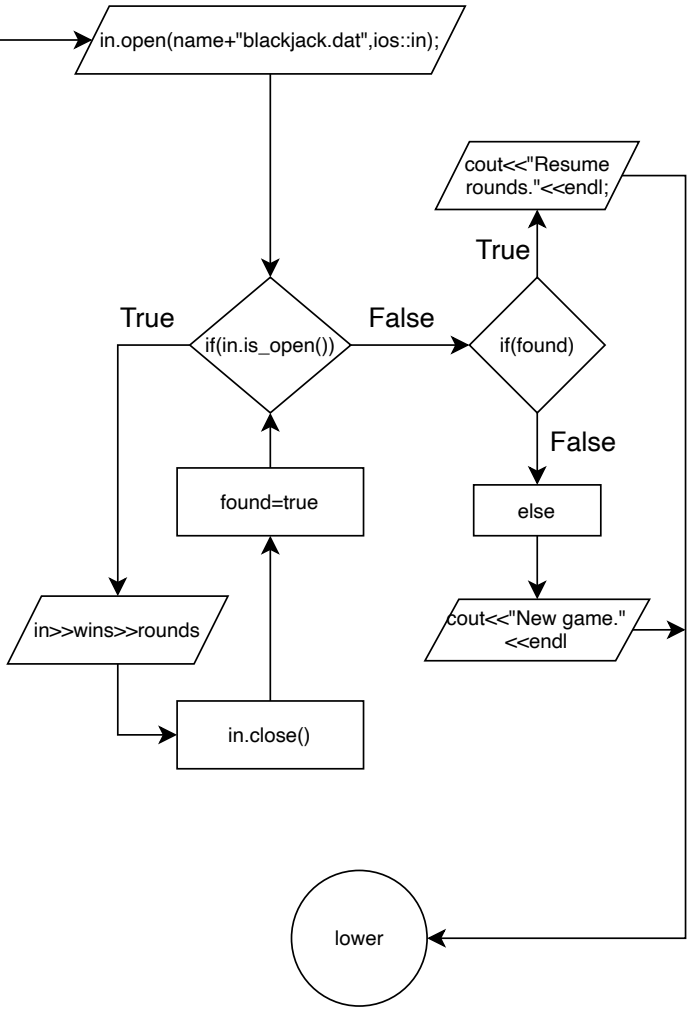 in.open(name+"blackjack.dat",ios::in);
cout<<"Resume
rounds."<<endl;
True
True
False
if(in.is_open())
if(found)
False
found=true
else
in>>wins>>rounds
cout<<"New game."
<<endl
in.close()
lower